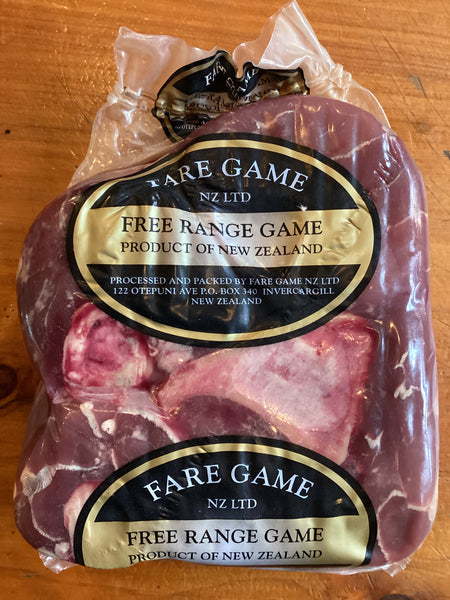 FARE GAME
FARE GAME
NZ LTD
FREE RANGE GAME
PRODUCT OF NEW ZEALAND
PROCESSED AND PACKED BY FARE GAME NZ LTD
122 OTEPUNI AVE P.O. BOX 340 INVERCARGILL
NEW ZEALAND
FARE GAME
NZ LTD
FREE RANGE GAME
PRODUCT OF NEW ZEALAND